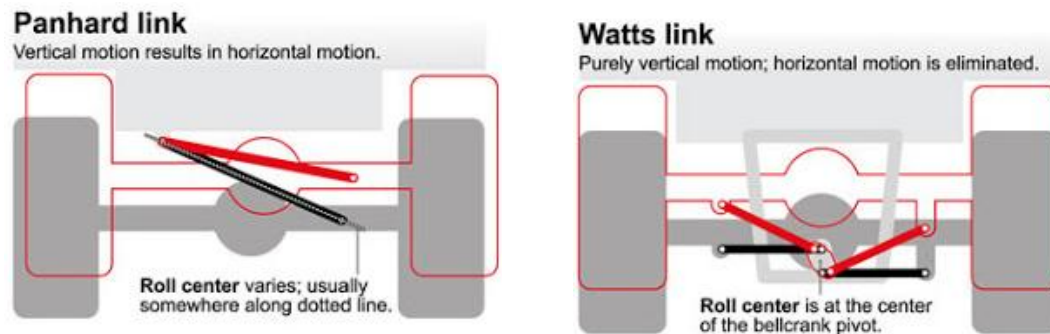 Panhard link
Vertical motion results in horizontal motion.
Roll center varies; usually
somewhere along dotted line.
Watts link
Purely vertical motion; horizontal motion is eliminated.
Roll center is at the center
of the bellcrank pivot.